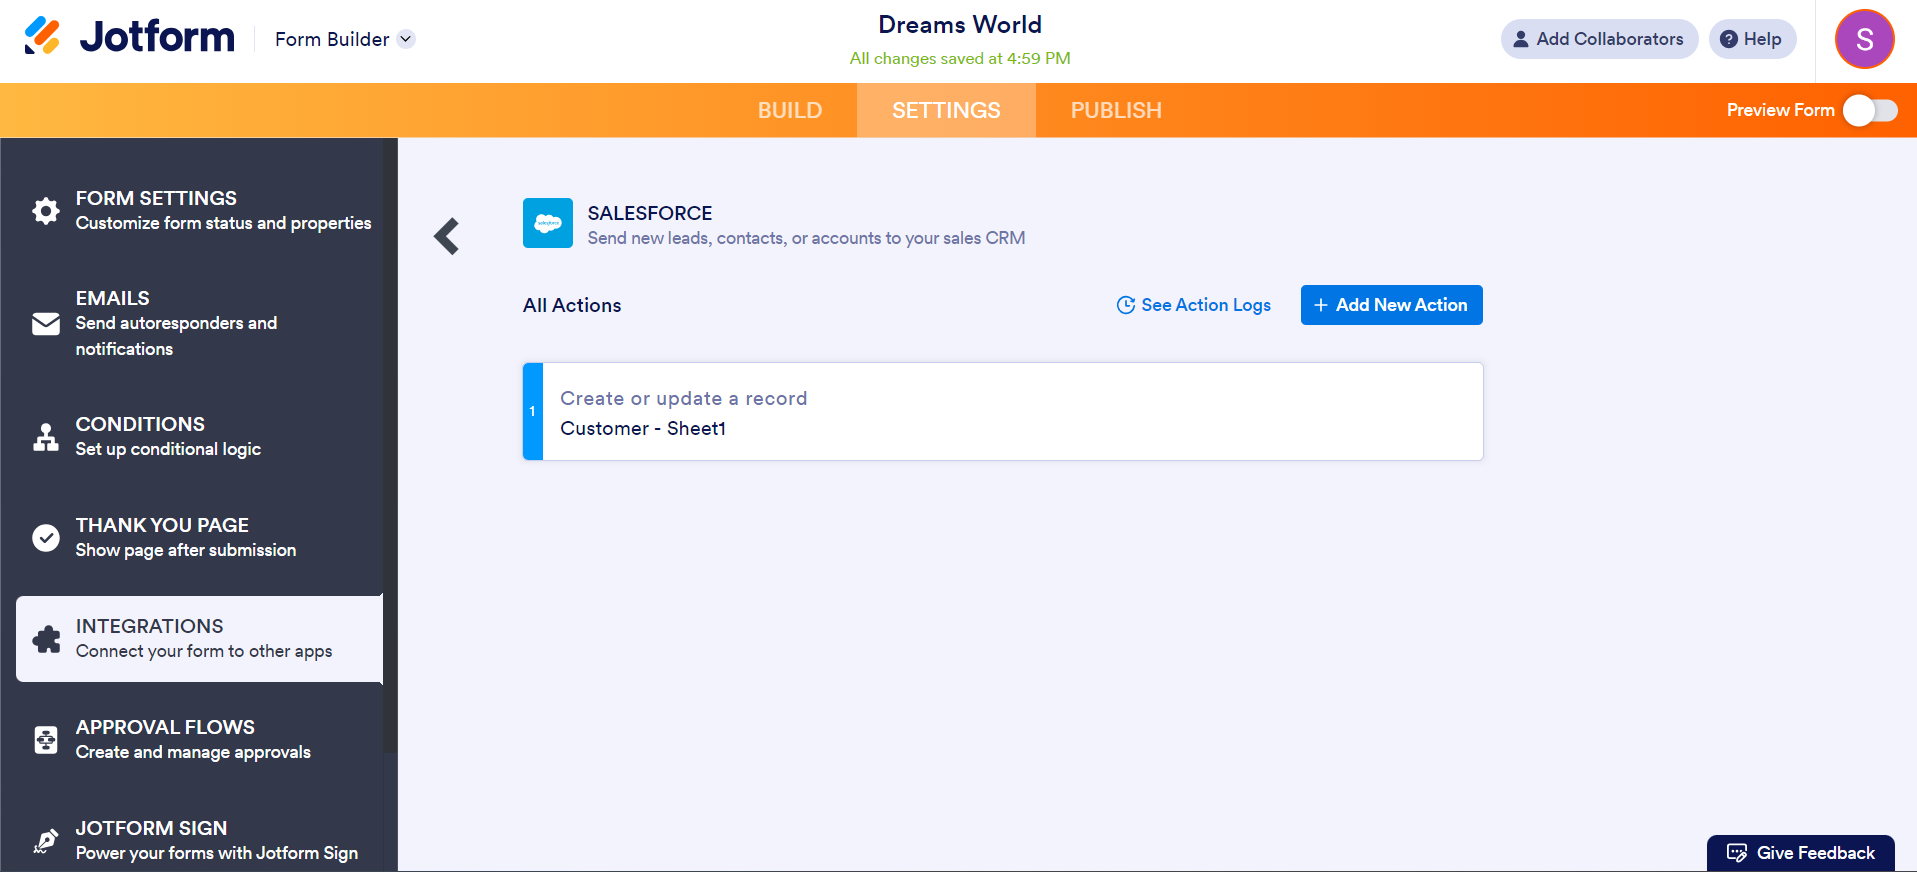 Jotform
Form Builder
Dreams World
All changes saved at 4:59 PM
Add Collaborators
Help
S
BUILD
SETTINGS
PUBLISH
Preview Form
FORM SETTINGS
Customize form status and properties
EMAILS
Send autoresponders and
notifications
CONDITIONS
Set up conditional logic
THANK YOU PAGE
Show page after submission
INTEGRATIONS
Connect your form to other apps
APPROVAL FLOWS
Create and manage approvals
JOTFORM SIGN
Power your forms with Jotform Sign
salesforce
SALESFORCE
Send new leads, contacts, or accounts to your sales CRM
All Actions
See Action Logs
+ Add New Action
1
Create or update a record
Customer - Sheet1
Give Feedback